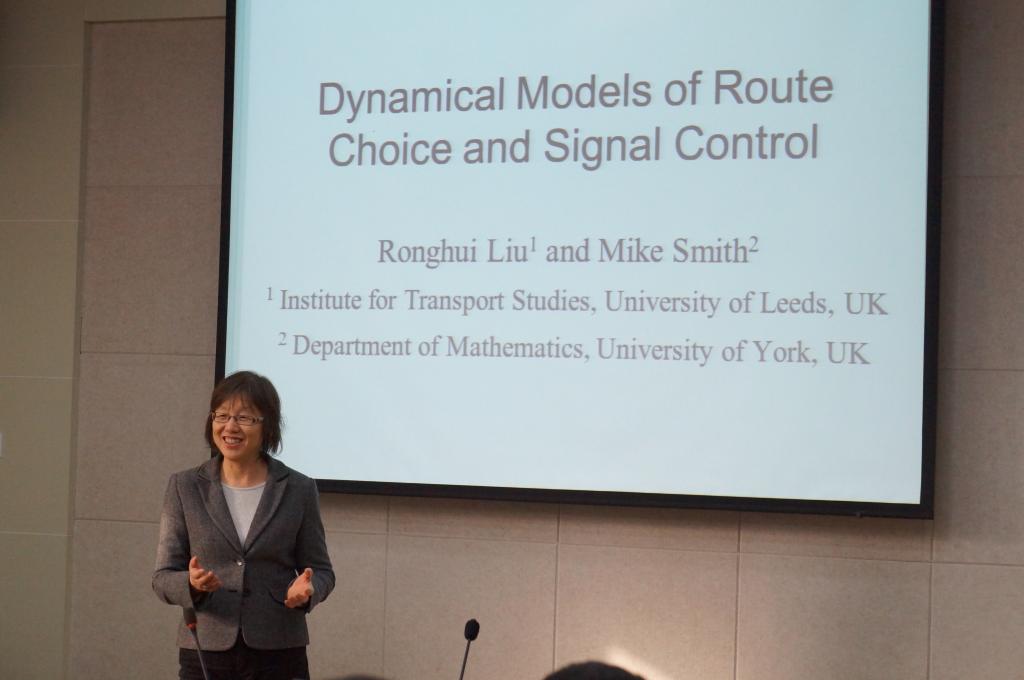 Dynamical Models of Route
Choice and Signal Control
Ronghui Liu¹ and Mike Smith²
¹ Institute for Transport Studies, University of Leeds, UK
² Department of Mathematics, University of York, UK